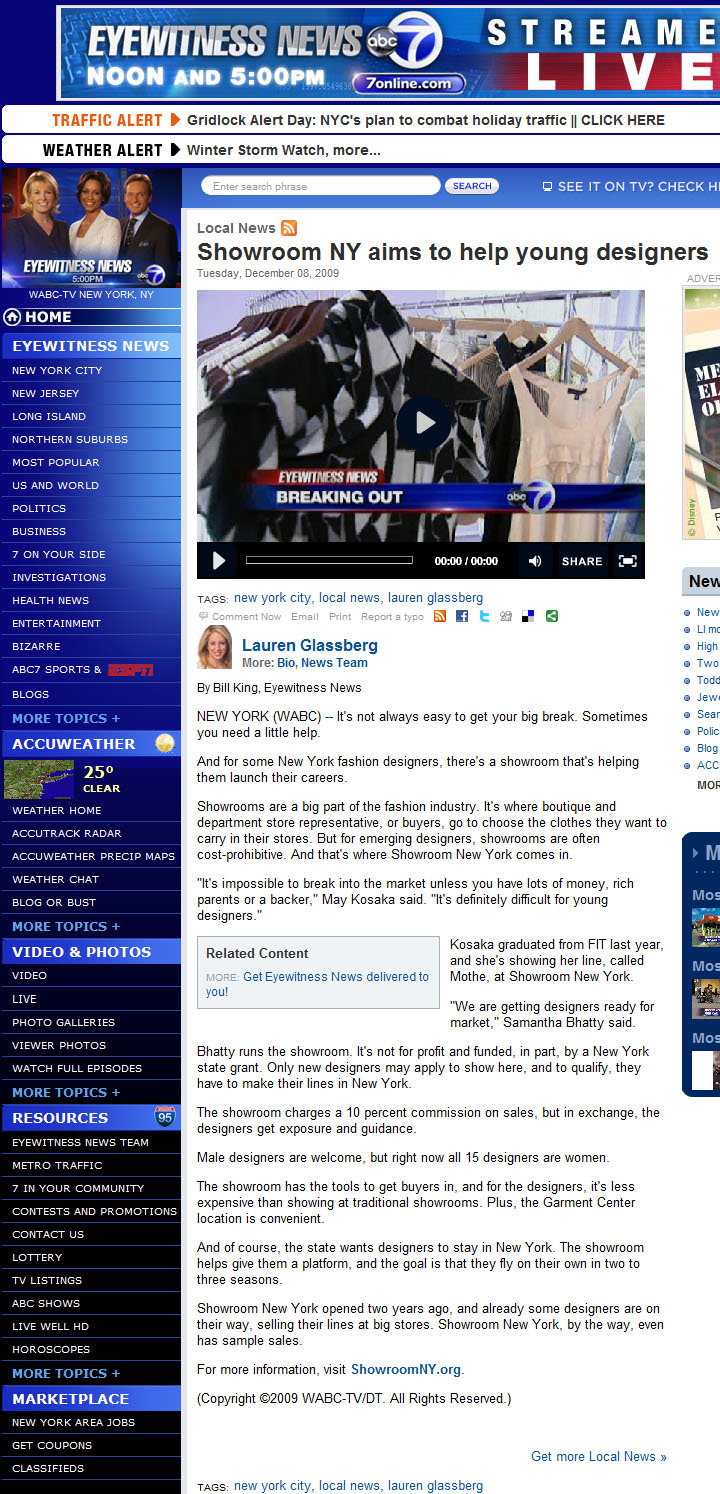 EYEWITNESS NEWS abc 7 STREAME
NOON AND 5:00PM 7online.com LIVE
TRAFFIC ALERT Gridlock Alert Day: NYC's plan to combat holiday traffic || CLICK HERE
WEATHER ALERT Winter Storm Watch, more...
Enter search phrase SEARCH SEE IT ON TV? CHECK H
EYEWITNESS NEWS
5:00PM abc 7
WABC-TV NEW YORK, NY
HOME
EYEWITNESS NEWS
NEW YORK CITY
NEW JERSEY
LONG ISLAND
NORTHERN SUBURBS
MOST POPULAR
US AND WORLD
POLITICS
BUSINESS
7 ON YOUR SIDE
INVESTIGATIONS
HEALTH NEWS
ENTERTAINMENT
BIZARRE
ABC7 SPORTS & ESPN
BLOGS
MORE TOPICS +
ACCUWEATHER
25º
CLEAR
WEATHER HOME
ACCUTRACK RADAR
ACCUWEATHER PRECIP MAPS
WEATHER CHAT
BLOG OR BUST
MORE TOPICS +
VIDEO & PHOTOS
VIDEO
LIVE
PHOTO GALLERIES
VIEWER PHOTOS
WATCH FULL EPISODES
MORE TOPICS +
RESOURCES 95
EYEWITNESS NEWS TEAM
METRO TRAFFIC
7 IN YOUR COMMUNITY
CONTESTS AND PROMOTIONS
CONTACT US
LOTTERY
TV LISTINGS
ABC SHOWS
LIVE WELL HD
HOROSCOPES
MORE TOPICS +
MARKETPLACE
NEW YORK AREA JOBS
GET COUPONS
CLASSIFIEDS
Local News
Showroom NY aims to help young designers
Tuesday, December 08, 2009
EYEWITNESS NEWS
BREAKING OUT abc 7
00:00 / 00:00 SHARE
TAGS: new york city, local news, lauren glassberg
Comment Now Email Print Report a typo
Lauren Glassberg
More: Bio, News Team
By Bill King, Eyewitness News
NEW YORK (WABC) -- It's not always easy to get your big break. Sometimes
you need a little help.
And for some New York fashion designers, there's a showroom that's helping
them launch their careers.
Showrooms are a big part of the fashion industry. It's where boutique and
department store representative, or buyers, go to choose the clothes they want to
carry in their stores. But for emerging designers, showrooms are often
cost-prohibitive. And that's where Showroom New York comes in.
"It's impossible to break into the market unless you have lots of money, rich
parents or a backer," May Kosaka said. "It's definitely difficult for young
designers."
Related Content
MORE: Get Eyewitness News delivered to
you!
Kosaka graduated from FIT last year,
and she's showing her line, called
Mothe, at Showroom New York.
"We are getting designers ready for
market," Samantha Bhatty said.
Bhatty runs the showroom. It's not for profit and funded, in part, by a New York
state grant. Only new designers may apply to show here, and to qualify, they
have to make their lines in New York.
The showroom charges a 10 percent commission on sales, but in exchange, the
designers get exposure and guidance.
Male designers are welcome, but right now all 15 designers are women.
The showroom has the tools to get buyers in, and for the designers, it's less
expensive than showing at traditional showrooms. Plus, the Garment Center
location is convenient.
And of course, the state wants designers to stay in New York. The showroom
helps give them a platform, and the goal is that they fly on their own in two to
three seasons.
Showroom New York opened two years ago, and already some designers are on
their way, selling their lines at big stores. Showroom New York, by the way, even
has sample sales.
For more information, visit ShowroomNY.org.
(Copyright ©2009 WABC-TV/DT. All Rights Reserved.)
Get more Local News »
TAGS: new york city, local news, lauren glassberg
ADVER
ME
EL
O
© Disney
New
New
LI mo
High
Two
Todd
Jewe
Sear
Polic
Blog
ACC
MOR
M
Mos
Mos
Mos